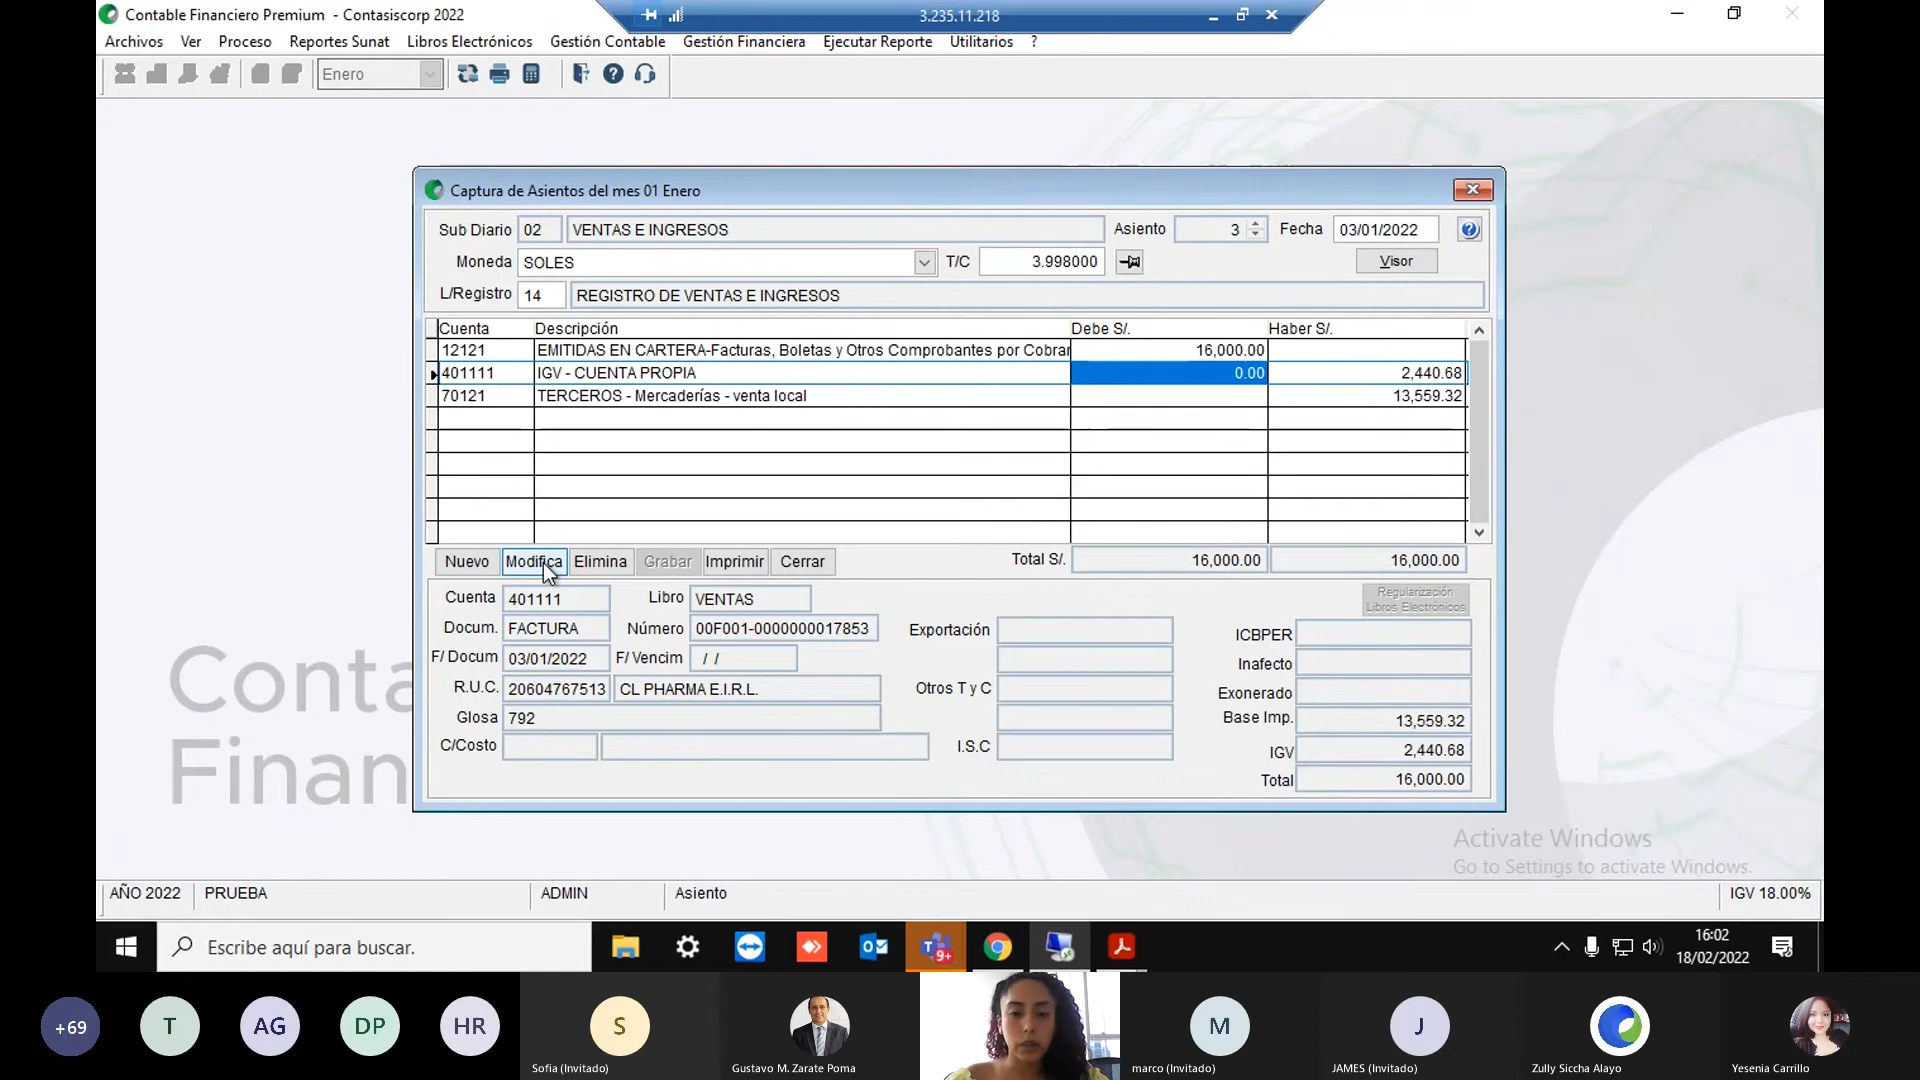 Contable Financiero Premium - Contasiscorp 2022
3.235.11.218
Archivos Ver Proceso Reportes Sunat Libros Electrónicos Gestión Contable Gestión Financiera Ejecutar Reporte Utilitarios ?
Enero
Captura de Asientos del mes 01 Enero
Sub Diario 02 VENTAS E INGRESOS Asiento 3 Fecha 03/01/2022
Moneda SOLES T/C 3.998000 Visor
L/Registro 14 REGISTRO DE VENTAS E INGRESOS
Cuenta Descripción Debe S/. Haber S/.
12121 EMITIDAS EN CARTERA-Facturas, Boletas y Otros Comprobantes por Cobrar 16,000.00
401111 IGV - CUENTA PROPIA 0.00 2,440.68
70121 TERCEROS - Mercaderías - venta local 13,559.32
Nuevo Modifica Elimina Grabar Imprimir Cerrar Total S/. 16,000.00 16,000.00
Cuenta 401111 Libro VENTAS Regularización
Libros Electrónicos
Docum. FACTURA Número 00F001-0000000017853 Exportación ICBPER
F/ Docum 03/01/2022 F/ Vencim / / Inafecto
R.U.C. 20604767513 CL PHARMA E.I.R.L. Otros T y C Exonerado
Glosa 792 Base Imp. 13,559.32
C/Costo I.S.C IGV 2,440.68
Total 16,000.00
Conta
Finan
Activate Windows
Go to Settings to activate Windows.
AÑO 2022 PRUEBA ADMIN Asiento IGV 18.00%
Escribe aquí para buscar.
9+
16:02
18/02/2022
+69 T AG DP HR S M J
Sofia (Invitado) Gustavo M. Zarate Poma marco (Invitado) JAMES (Invitado) Zully Siccha Alayo Yesenia Carrillo